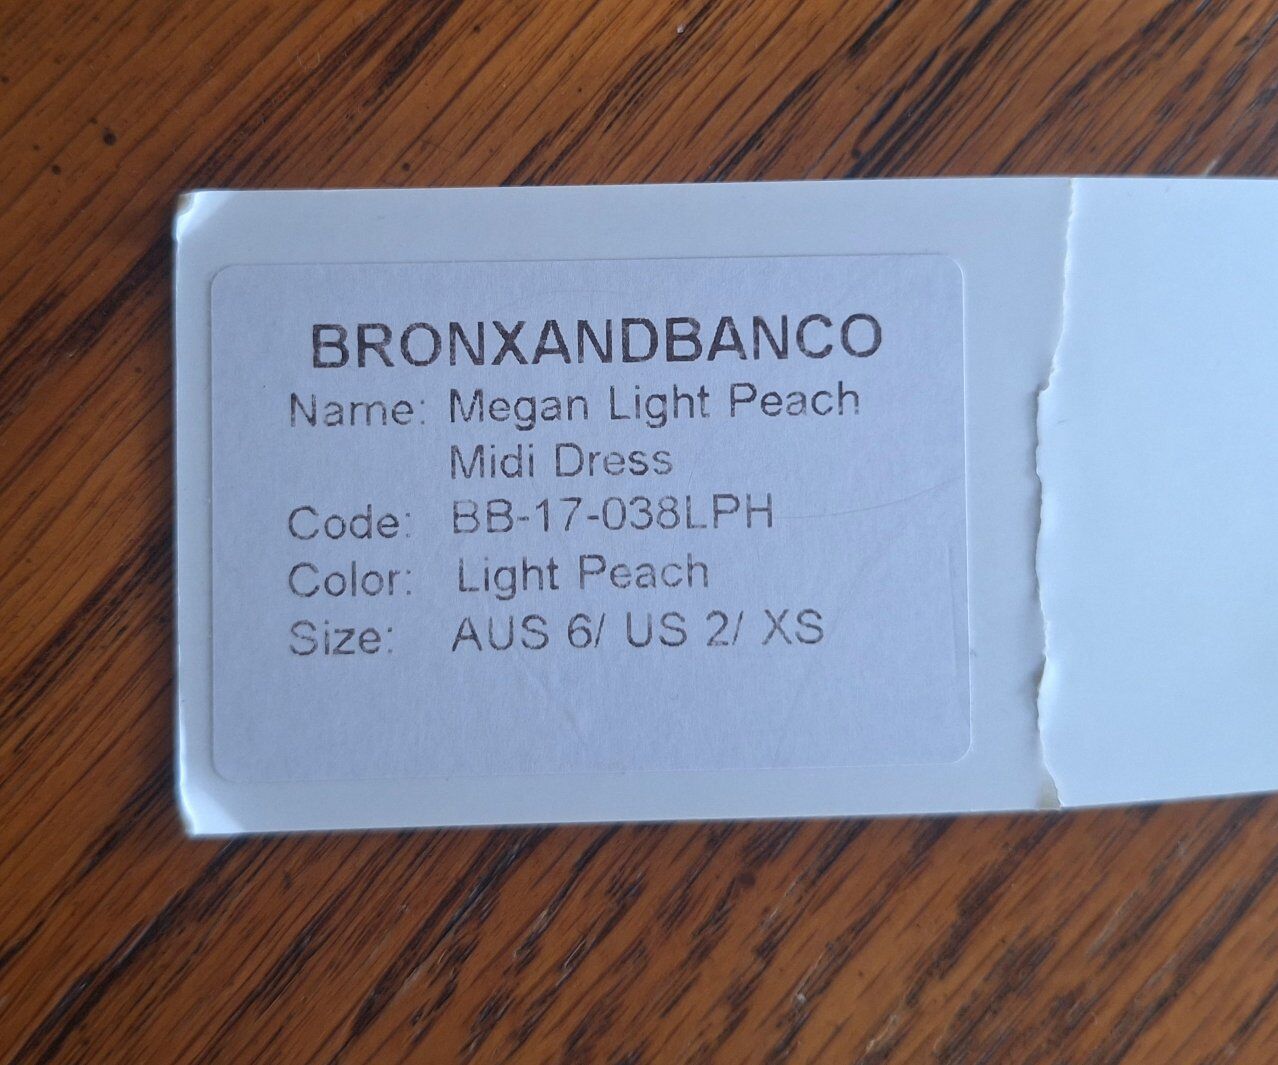 BRONXANDBANCO
Name: Megan Light Peach
Midi Dress
Code: BB-17-038LPH
Color: Light Peach
Size: AUS 6/ US 2/ XS